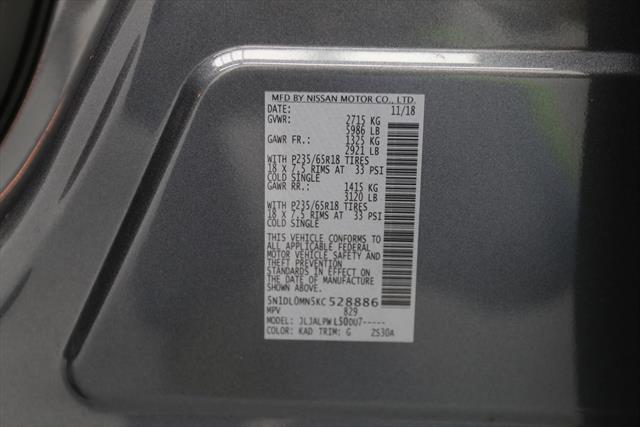 MFD BY NISSAN MOTOR CO., LTD.
DATE: 11/18
GVWR: 2715 KG
5986 LB
GAWR FR.: 1325 KG
2921 LB
WITH P235/65R18 TIRES
18 X 7.5 RIMS AT 33 PSI
COLD SINGLE
GAWR RR.: 1415 KG
3120 LB
WITH P235/65R18 TIRES
18 X 7.5 RIMS AT 33 PSI
COLD SINGLE
THIS VEHICLE CONFORMS TO
ALL APPLICABLE FEDERAL
MOTOR VEHICLE SAFETY AND
THEFT PREVENTION
STANDARDS IN EFFECT ON
THE DATE OF MANUFACTURE
SHOWN ABOVE.
5N1DL0MN5KC528886
MPV 829
MODEL: JLJALPWL50DU7-----
COLOR: KAD TRIM: G ZS30A